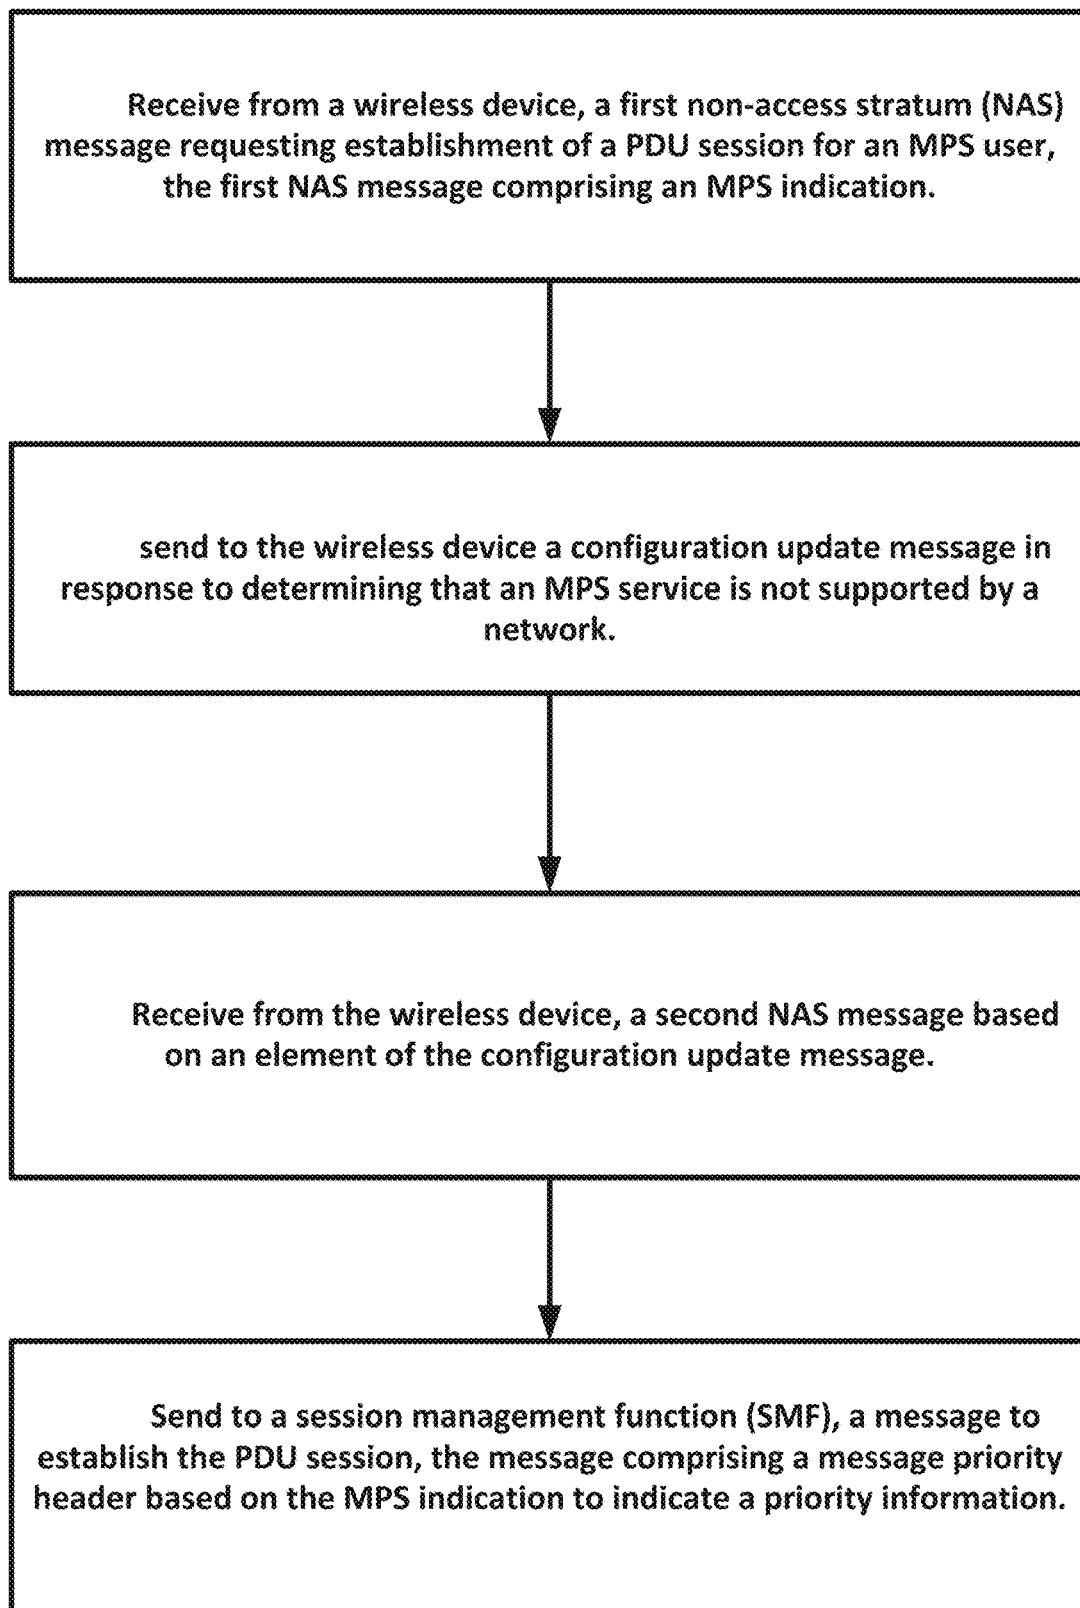 Receive from a wireless device, a first non-access stratum (NAS)
message requesting establishment of a PDU session for an MPS user,
the first NAS message comprising an MPS indication.
send to the wireless device a configuration update message in
response to determining that an MPS service is not supported by a
network.
Receive from the wireless device, a second NAS message based
on an element of the configuration update message.
Send to a session management function (SMF), a message to
establish the PDU session, the message comprising a message priority
header based on the MPS indication to indicate a priority information.